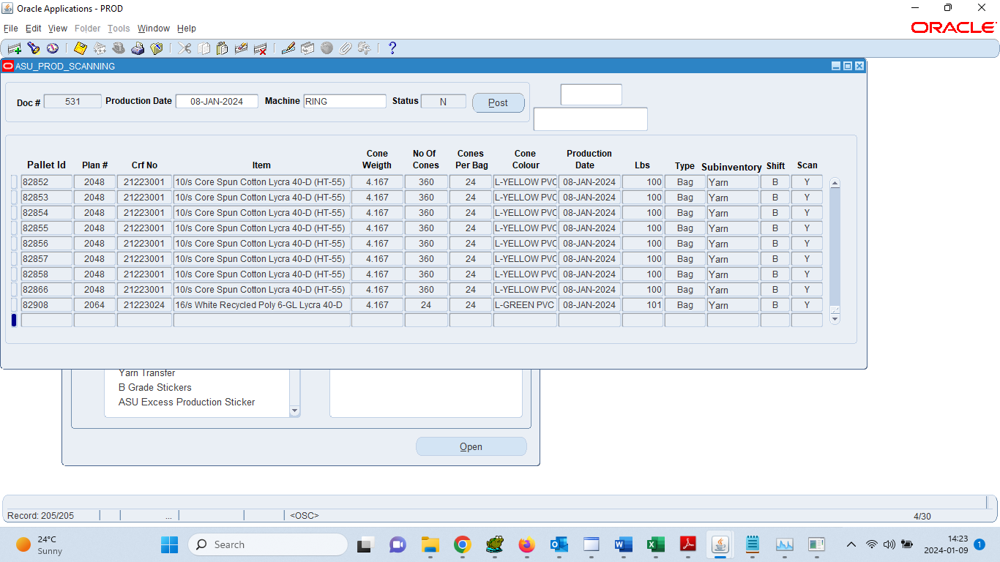 Oracle Applications - PROD
File Edit View Folder Tools Window Help
ORACLE
ASU_PROD_SCANNING
Doc # 531 Production Date 08-JAN-2024 Machine RING Status N Post
Pallet Id Plan # Crf No Item Cone Weigth No Of Cones Cones Per Bag Cone Colour Production Date Lbs Type Subinventory Shift Scan
82852 2048 21223001 10/s Core Spun Cotton Lycra 40-D (HT-55) 4.167 360 24 L-YELLOW PVC 08-JAN-2024 100 Bag Yarn B Y
82853 2048 21223001 10/s Core Spun Cotton Lycra 40-D (HT-55) 4.167 360 24 L-YELLOW PVC 08-JAN-2024 100 Bag Yarn B Y
82854 2048 21223001 10/s Core Spun Cotton Lycra 40-D (HT-55) 4.167 360 24 L-YELLOW PVC 08-JAN-2024 100 Bag Yarn B Y
82855 2048 21223001 10/s Core Spun Cotton Lycra 40-D (HT-55) 4.167 360 24 L-YELLOW PVC 08-JAN-2024 100 Bag Yarn B Y
82856 2048 21223001 10/s Core Spun Cotton Lycra 40-D (HT-55) 4.167 360 24 L-YELLOW PVC 08-JAN-2024 100 Bag Yarn B Y
82857 2048 21223001 10/s Core Spun Cotton Lycra 40-D (HT-55) 4.167 360 24 L-YELLOW PVC 08-JAN-2024 100 Bag Yarn B Y
82858 2048 21223001 10/s Core Spun Cotton Lycra 40-D (HT-55) 4.167 360 24 L-YELLOW PVC 08-JAN-2024 100 Bag Yarn B Y
82866 2048 21223001 10/s Core Spun Cotton Lycra 40-D (HT-55) 4.167 360 24 L-YELLOW PVC 08-JAN-2024 100 Bag Yarn B Y
82908 2064 21223024 16/s White Recycled Poly 6-GL Lycra 40-D 4.167 24 24 L-GREEN PVC 08-JAN-2024 101 Bag Yarn B Y
Yarn Transfer
B Grade Stickers
ASU Excess Production Sticker
Open
Record: 205/205 ... <OSC> 4/30
24°C
Sunny
Search
14:23
2024-01-09
1